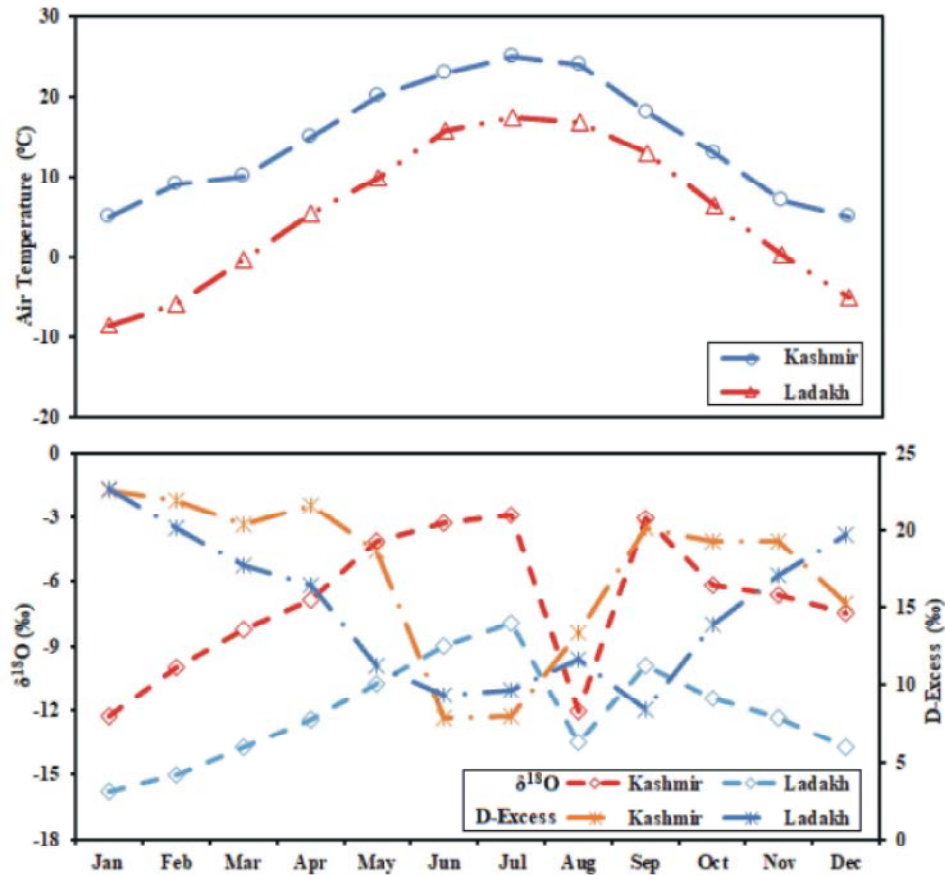 30
20
10
0
-10
-20
Air Temperature (°C)
Kashmir
Ladakh
0
-3
-6
-9
-12
-15
-18
δ¹⁸O (‰)
25
20
15
10
5
0
D-Excess (‰)
δ¹⁸O Kashmir Ladakh
D-Excess Kashmir Ladakh
Jan Feb Mar Apr May Jun Jul Aug Sep Oct Nov Dec